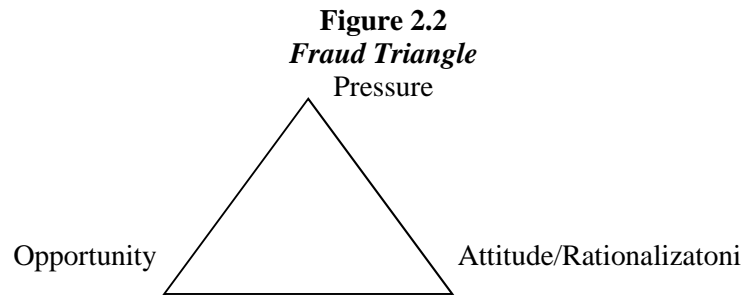 Figure 2.2
Fraud Triangle
Pressure
Opportunity
Attitude/Rationalizatoni